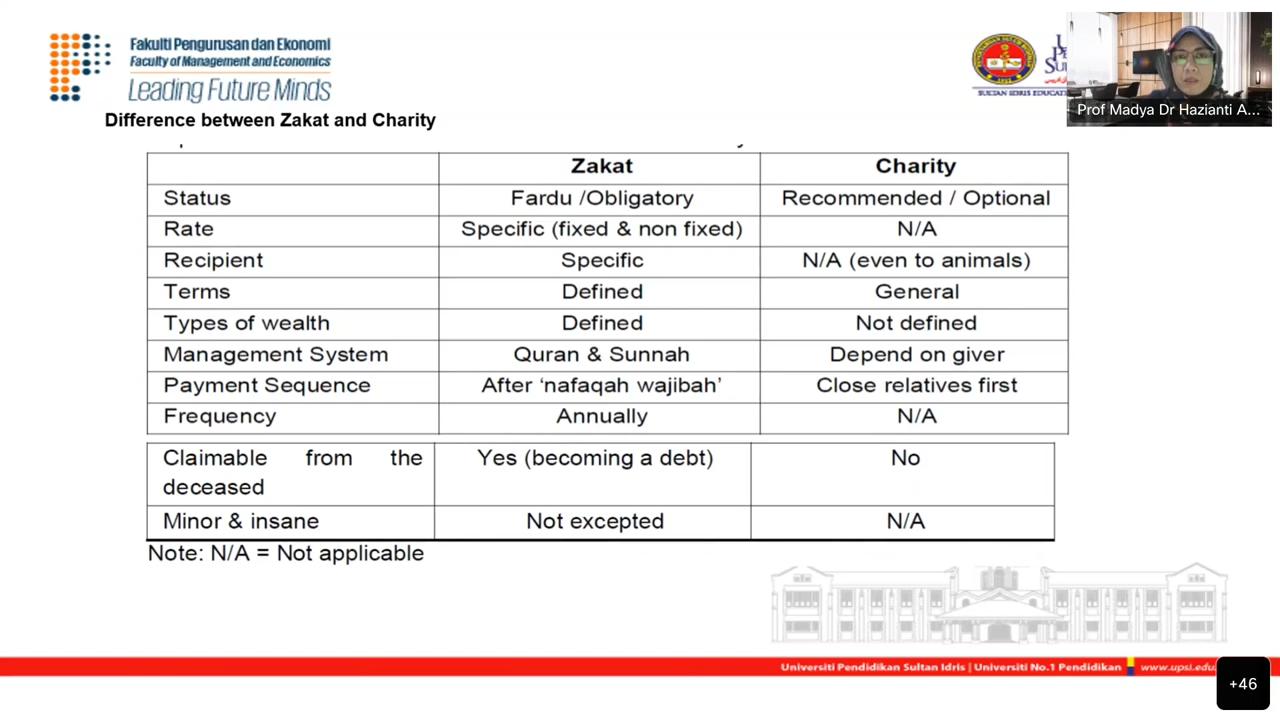 Fakulti Pengurusan dan Ekonomi
Faculty of Management and Economics
Leading Future Minds
Prof Madya Dr Hazianti A...
Difference between Zakat and Charity
Zakat Charity
Status Fardu /Obligatory Recommended / Optional
Rate Specific (fixed & non fixed) N/A
Recipient Specific N/A (even to animals)
Terms Defined General
Types of wealth Defined Not defined
Management System Quran & Sunnah Depend on giver
Payment Sequence After ‘nafaqah wajibah’ Close relatives first
Frequency Annually N/A
Claimable from the Yes (becoming a debt) No
deceased
Minor & insane Not excepted N/A
Note: N/A = Not applicable
Universiti Pendidikan Sultan Idris | Universiti No.1 Pendidikan www.upsi.edu
+46